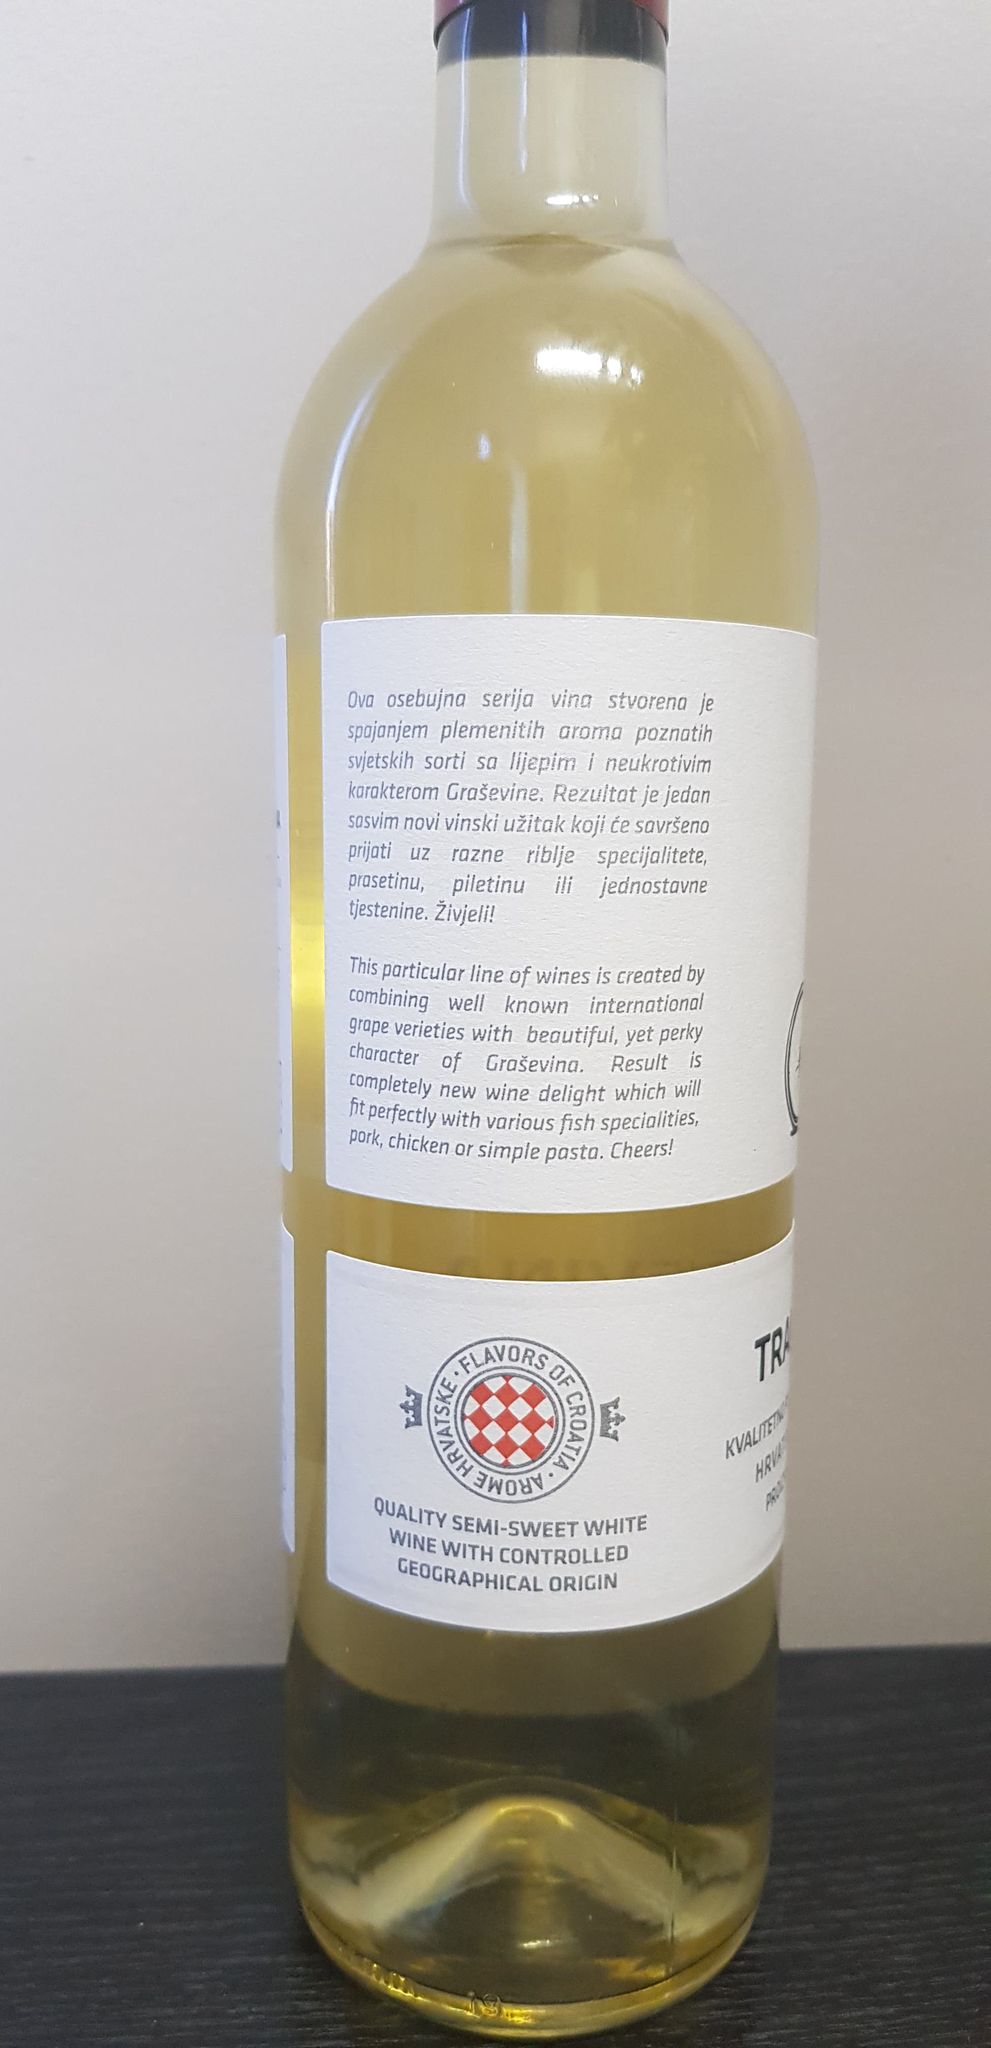 Ova osebujna serija vina stvorena je
spajanjem plemenitih aroma poznatih
svjetskih sorti sa lijepim i neukrotivim
karakterom Graševine. Rezultat je jedan
sasvim novi vinski užitak koji će savršeno
prijati uz razne riblje specijalitete,
prasetinu, piletinu ili jednostavne
tjestenine. Živjeli!
This particular line of wines is created by
combining well known international
grape verieties with beautiful, yet perky
character of Graševina. Result is
completely new wine delight which will
fit perfectly with various fish specialities,
pork, chicken or simple pasta. Cheers!
FLAVORS OF CROATIA · AROME HRVATSKE ·
QUALITY SEMI-SWEET WHITE
WINE WITH CONTROLLED
GEOGRAPHICAL ORIGIN
TRA
KVALITETN
HRVA